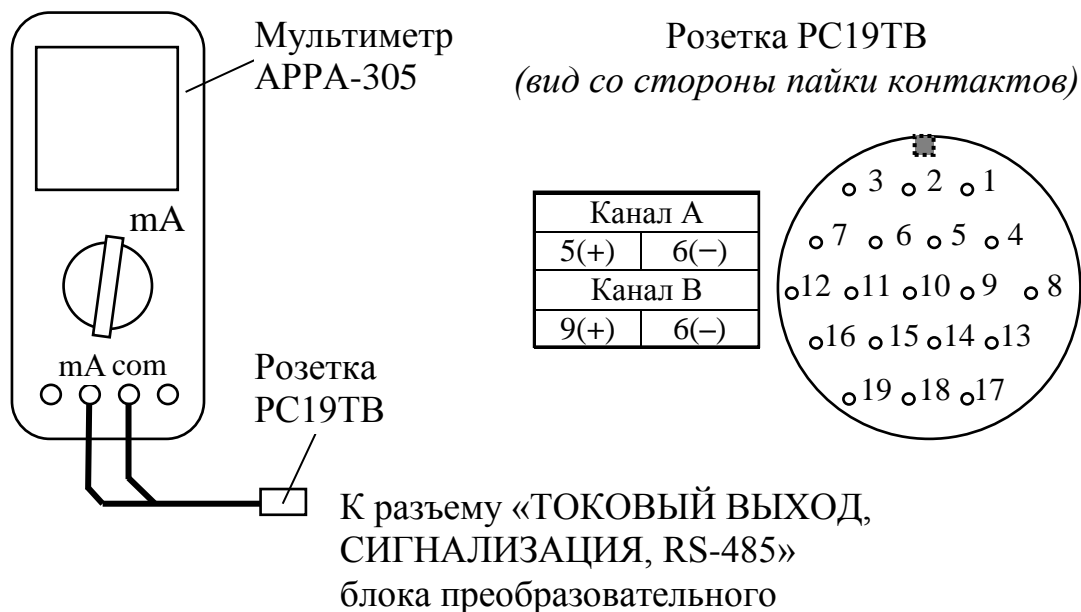 Мультиметр
АРРА-305
Розетка РС19ТВ
(вид со стороны пайки контактов)
mA
mA com
Канал А
5(+) 6(−)
Канал В
9(+) 6(–)
3 2 1
7 6 5 4
12 11 10 9 8
16 15 14 13
19 18 17
Розетка
РС19ТВ
К разъему «ТОКОВЫЙ ВЫХОД,
СИГНАЛИЗАЦИЯ, RS-485»
блока преобразовательного